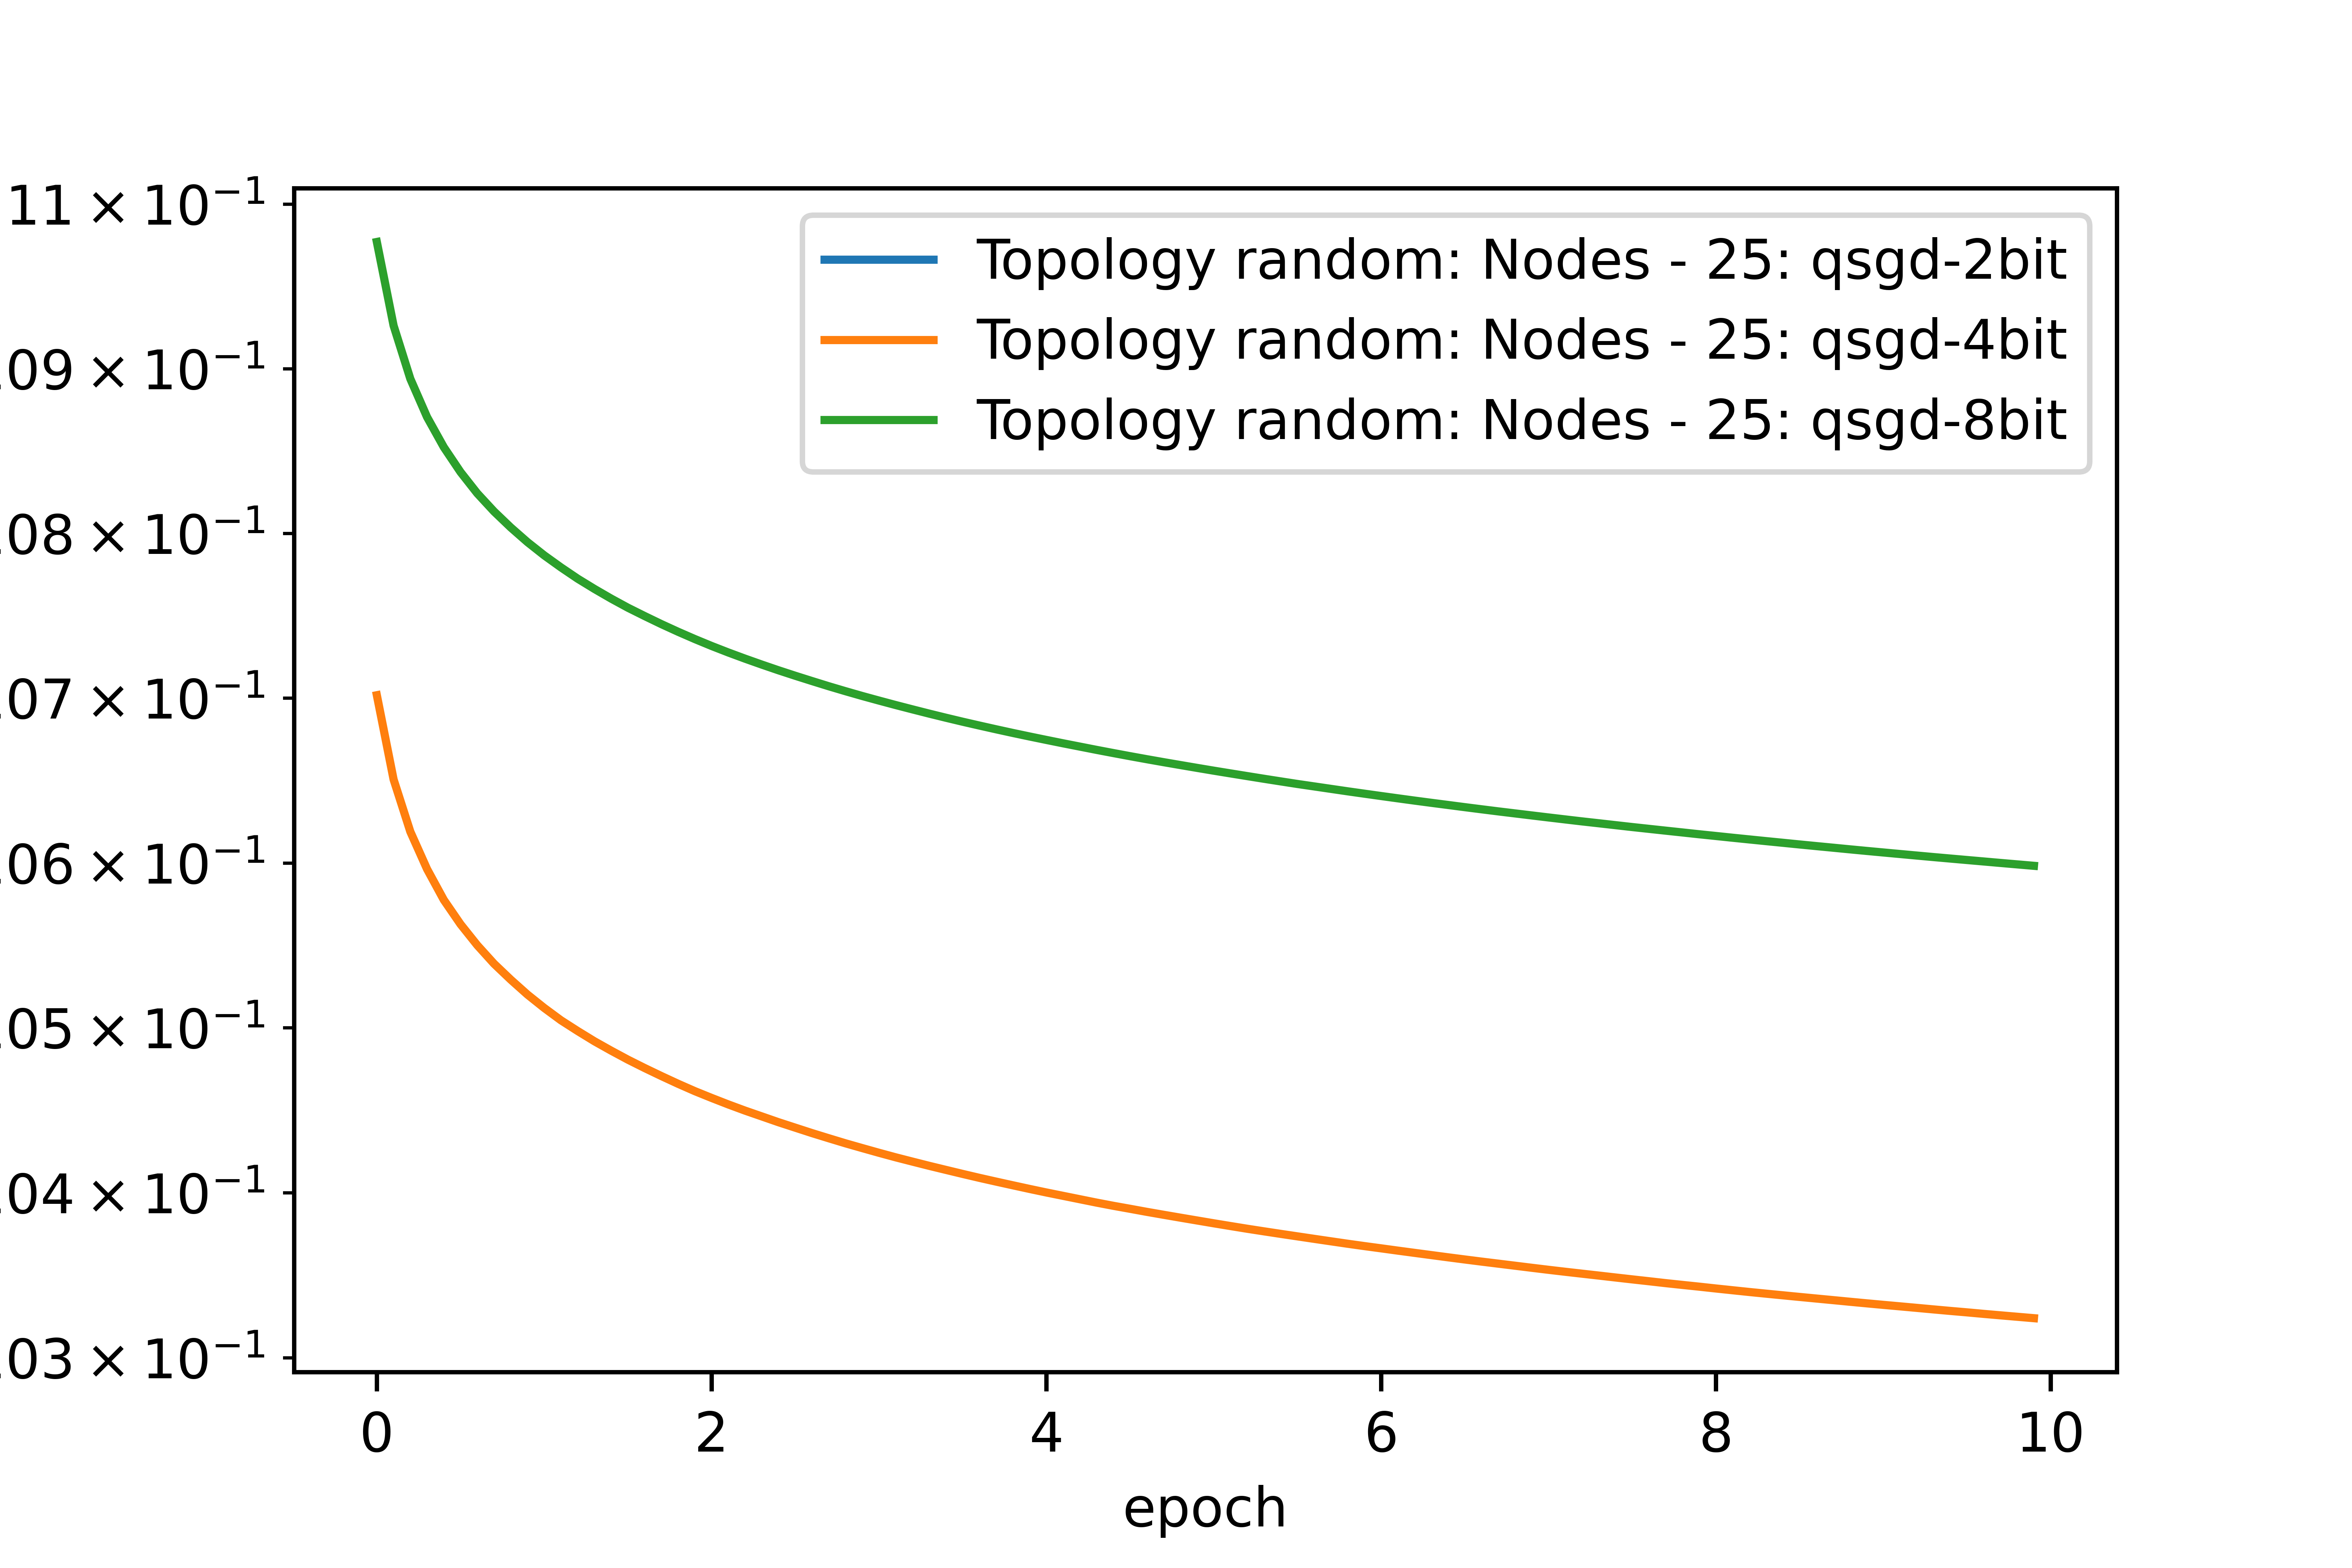 11 × 10⁻¹
09 × 10⁻¹
08 × 10⁻¹
07 × 10⁻¹
06 × 10⁻¹
05 × 10⁻¹
04 × 10⁻¹
03 × 10⁻¹
Topology random: Nodes - 25: qsgd-2bit
Topology random: Nodes - 25: qsgd-4bit
Topology random: Nodes - 25: qsgd-8bit
0 2 4 6 8 10
epoch